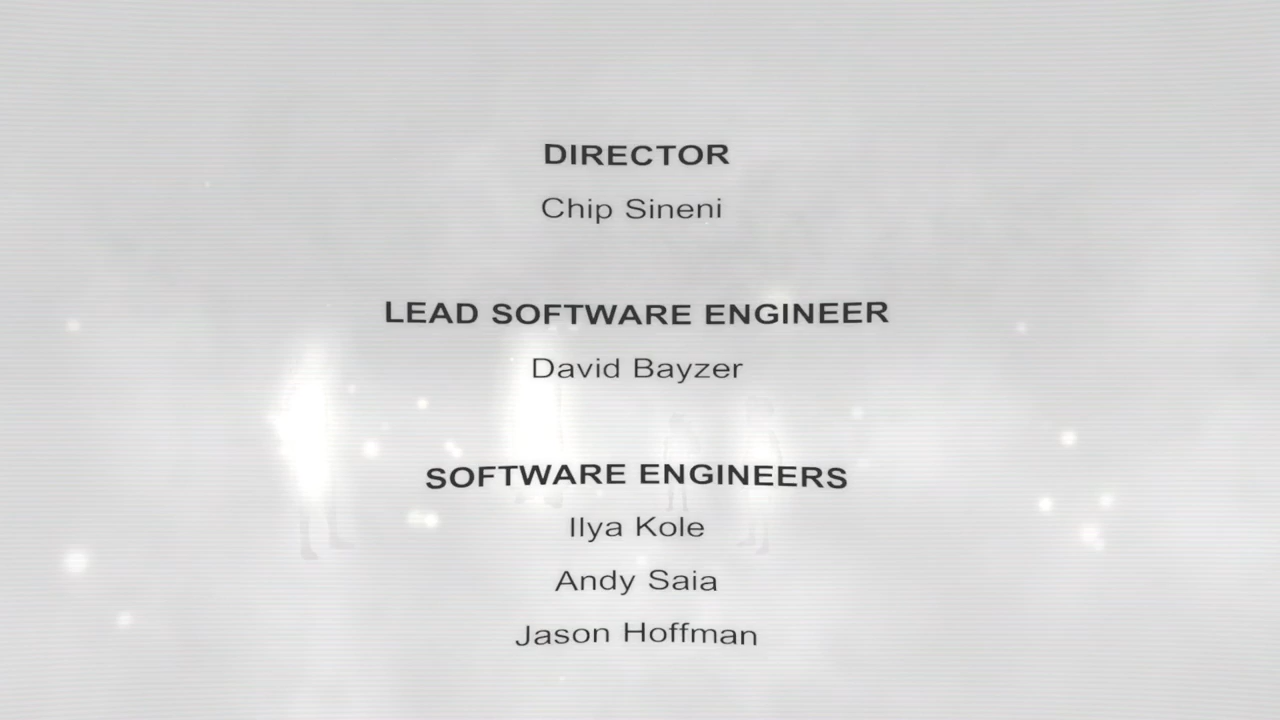 DIRECTOR
Chip Sineni
LEAD SOFTWARE ENGINEER
David Bayzer
SOFTWARE ENGINEERS
Ilya Kole
Andy Saia
Jason Hoffman